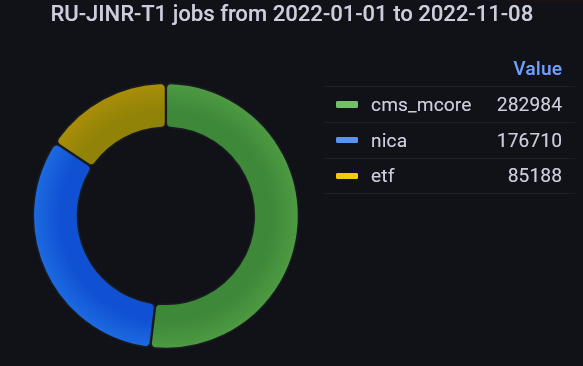 RU-JINR-T1 jobs from 2022-01-01 to 2022-11-08
Value
cms_mcore 282984
nica 176710
etf 85188